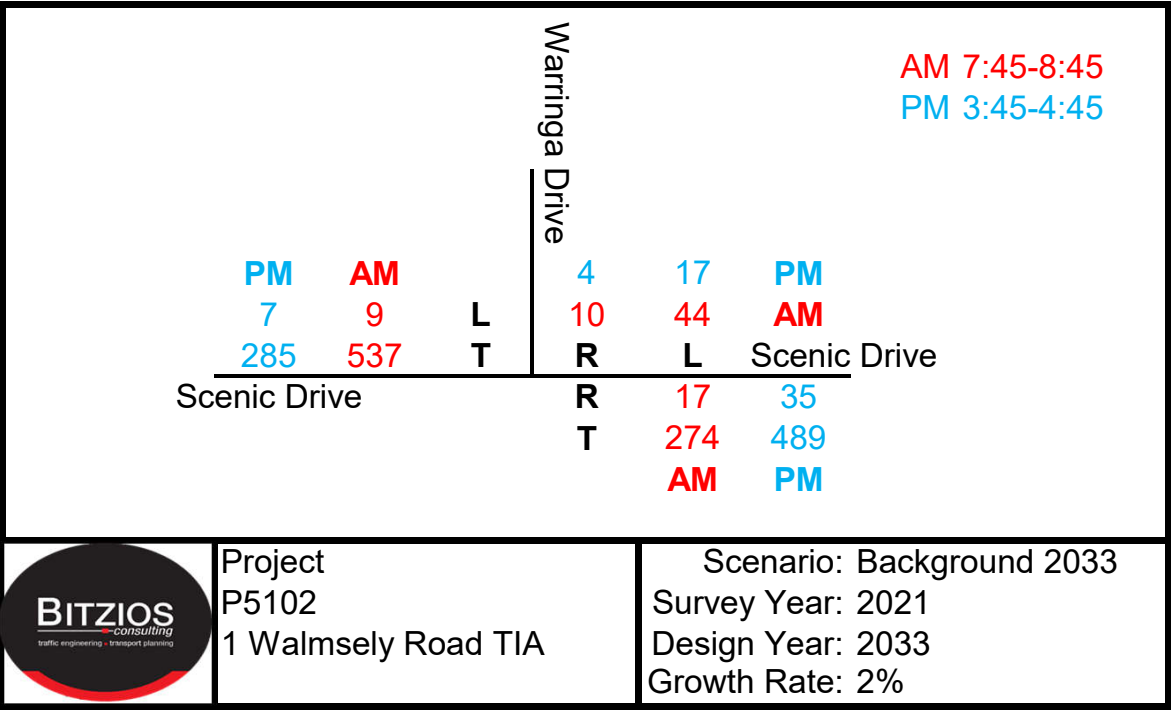 Warringa Drive
AM 7:45-8:45
PM 3:45-4:45
PM AM 4 17 PM
7 9 L 10 44 AM
285 537 T R L Scenic Drive
Scenic Drive R 17 35
T 274 489
AM PM
BITZIOS
consulting
traffic engineering • transport planning
Project
P5102
1 Walmsely Road TIA
Scenario: Background 2033
Survey Year: 2021
Design Year: 2033
Growth Rate: 2%